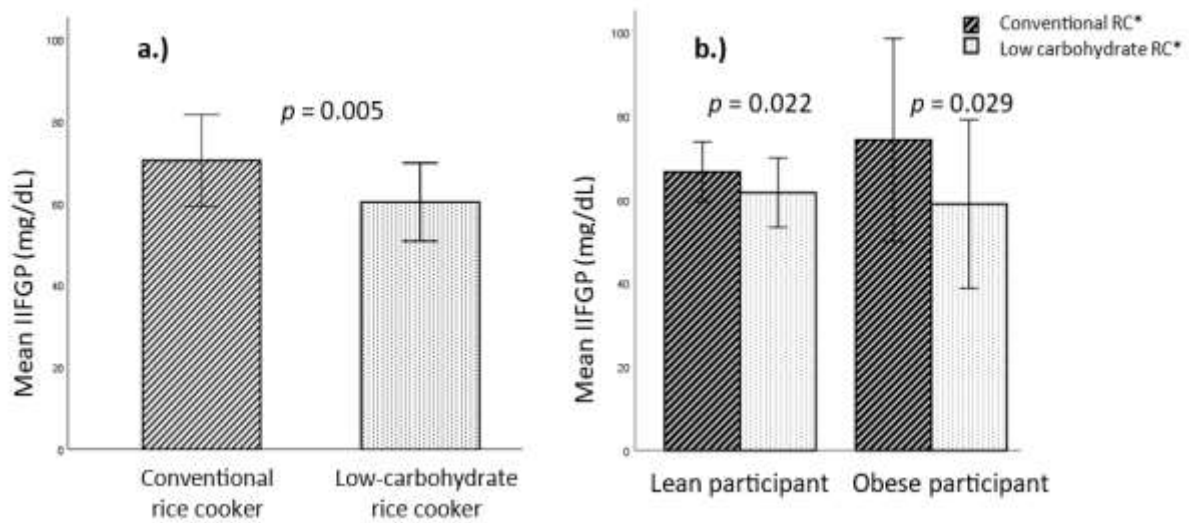 a.)
p = 0.005
Mean IIFGP (mg/dL)
100
80
60
40
20
0
Conventional
rice cooker
Low-carbohydrate
rice cooker
b.)
Conventional RC*
Low carbohydrate RC*
p = 0.022
p = 0.029
Mean IIFGP (mg/dL)
100
80
60
40
20
0
Lean participant
Obese participant